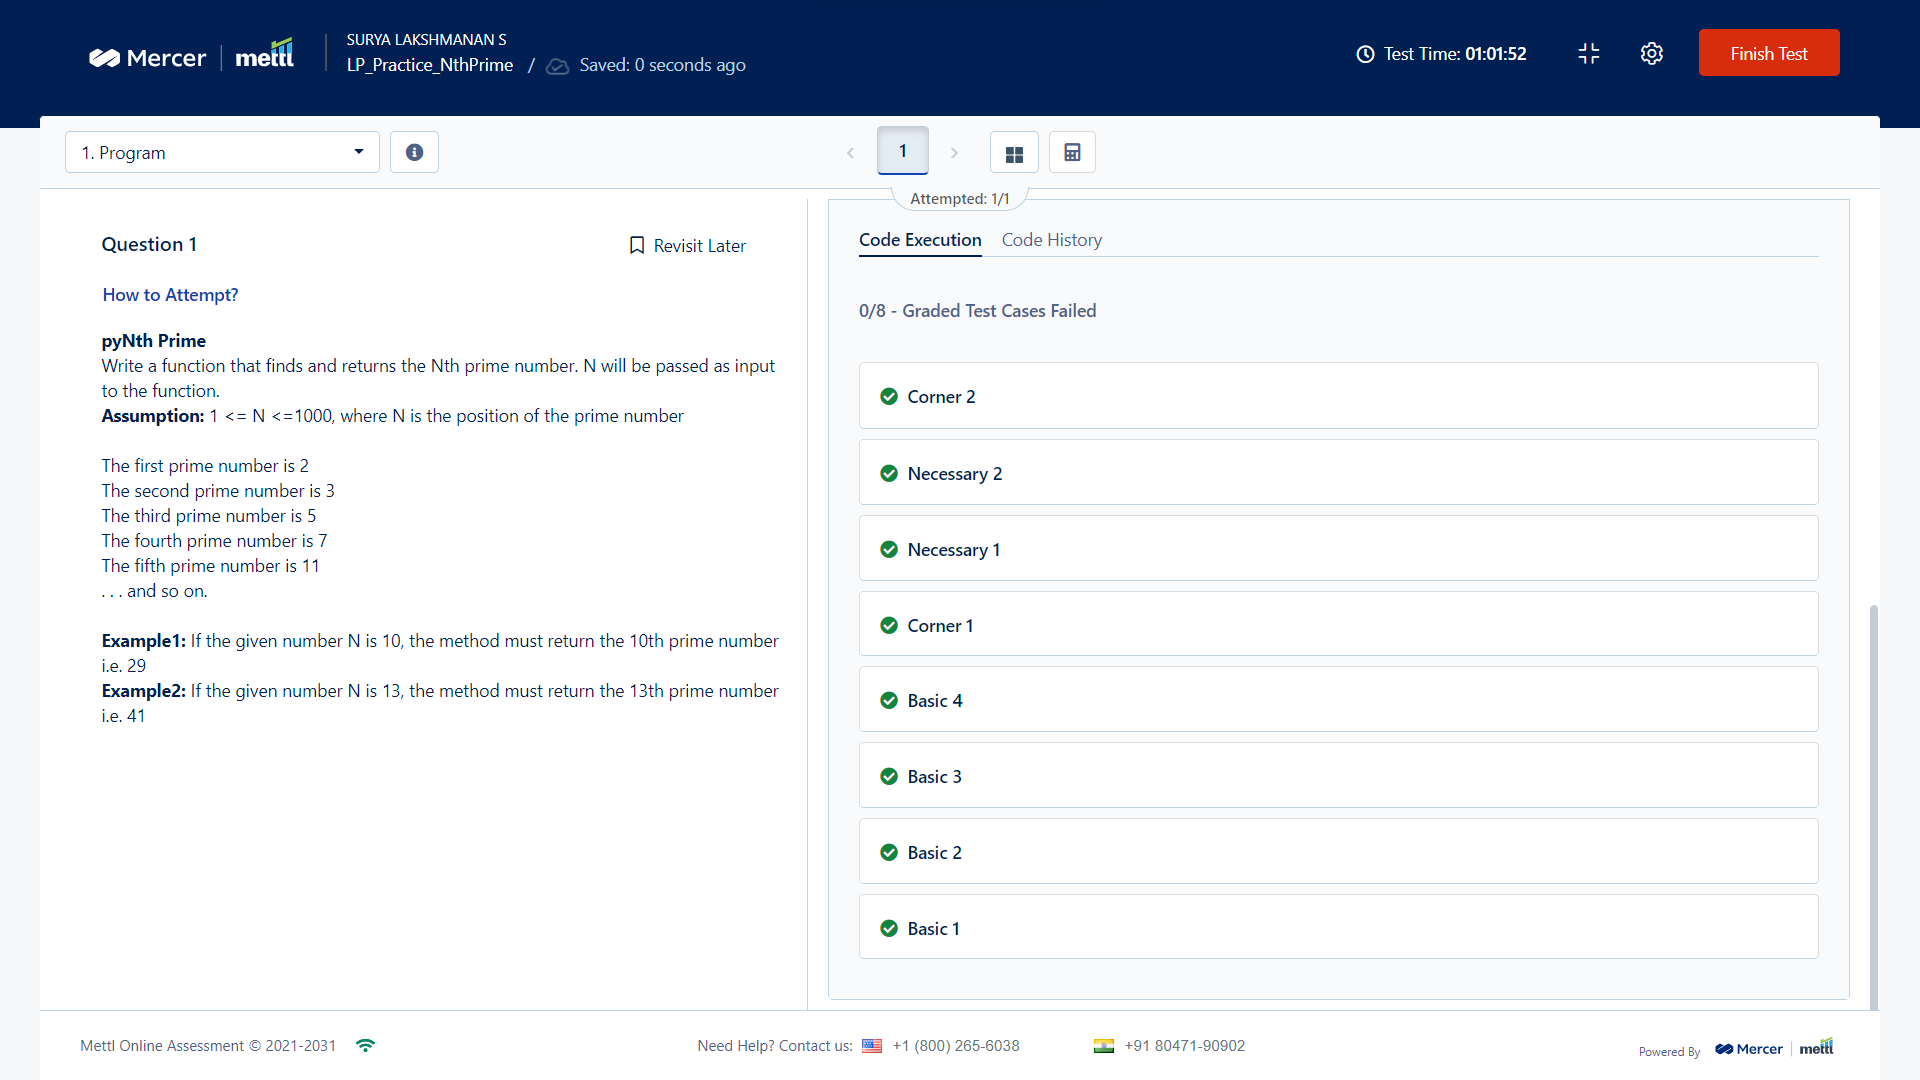 Mercer | mettl
SURYA LAKSHMANAN S
LP_Practice_NthPrime / Saved: 0 seconds ago
Test Time: 01:01:52
Finish Test
1. Program
1
Attempted: 1/1
Question 1
Revisit Later
How to Attempt?
pyNth Prime
Write a function that finds and returns the Nth prime number. N will be passed as input
to the function.
Assumption: 1 <= N <=1000, where N is the position of the prime number
The first prime number is 2
The second prime number is 3
The third prime number is 5
The fourth prime number is 7
The fifth prime number is 11
. . . and so on.
Example1: If the given number N is 10, the method must return the 10th prime number
i.e. 29
Example2: If the given number N is 13, the method must return the 13th prime number
i.e. 41
Code Execution
Code History
0/8 - Graded Test Cases Failed
Corner 2
Necessary 2
Necessary 1
Corner 1
Basic 4
Basic 3
Basic 2
Basic 1
Mettl Online Assessment © 2021-2031
Need Help? Contact us: +1 (800) 265-6038
+91 80471-90902
Powered By Mercer | mettl